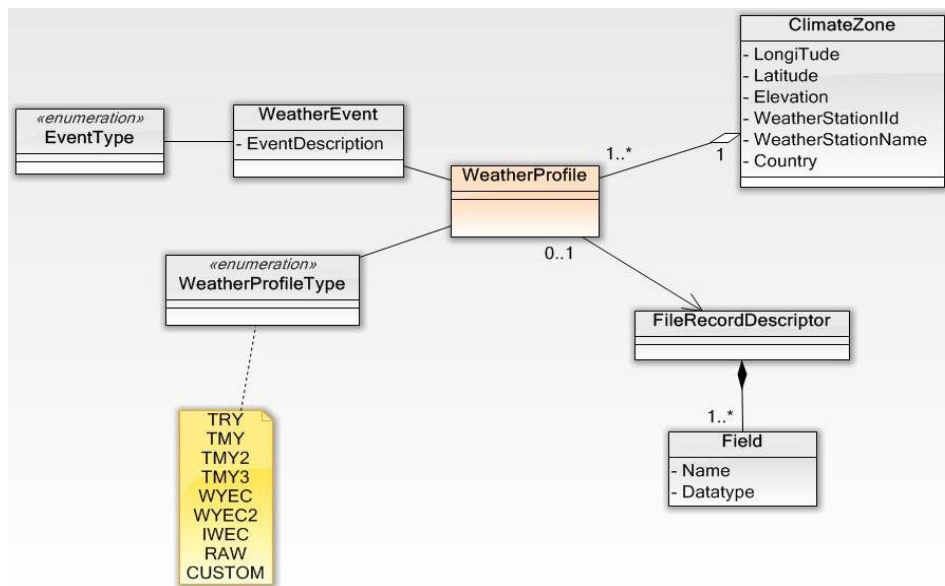 ClimateZone
- LongiTude
- Latitude
- Elevation
- WeatherStationIId
- WeatherStationName
- Country
«enumeration»
EventType
WeatherEvent
- EventDescription
1..*
1
WeatherProfile
0..1
«enumeration»
WeatherProfileType
FileRecordDescriptor
1..*
Field
- Name
- Datatype
TRY
TMY
TMY2
TMY3
WYEC
WYEC2
IWEC
RAW
CUSTOM